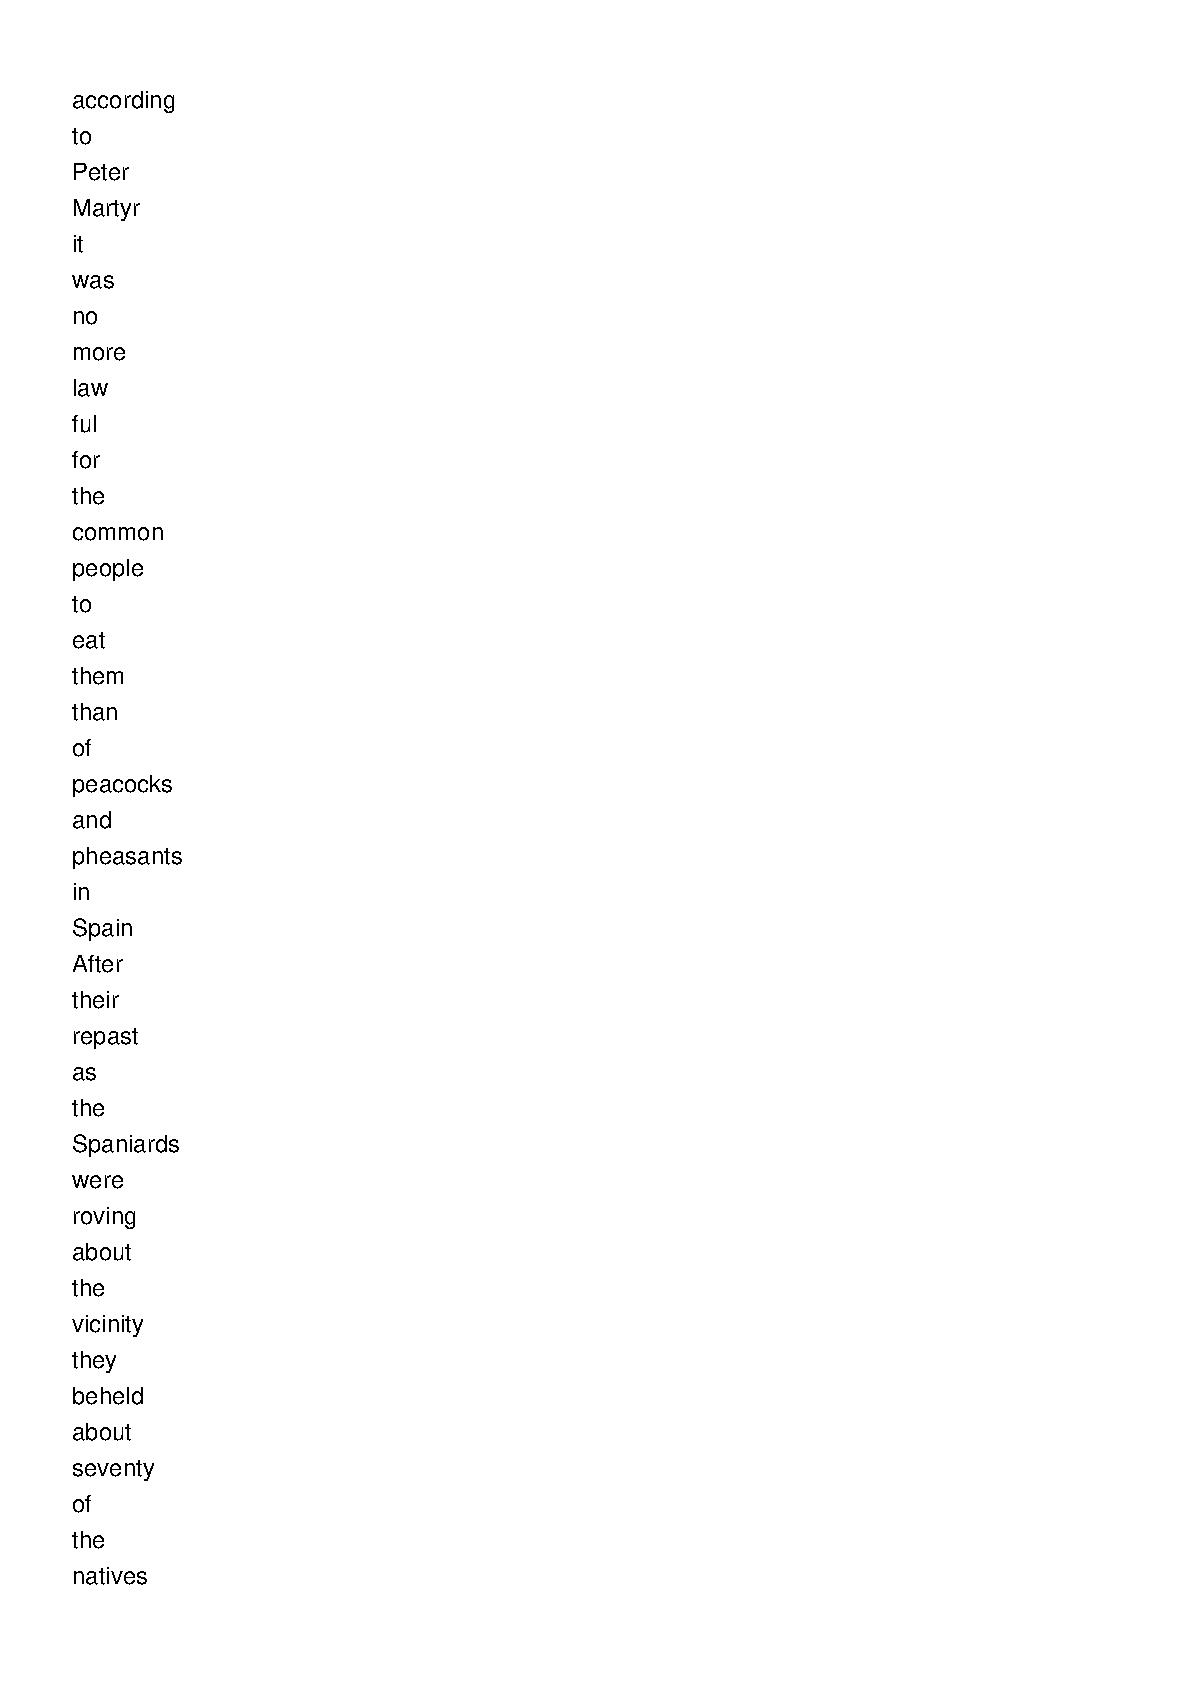 according
to
Peter
Martyr
it
was
no
more
law
ful
for
the
common
people
to
eat
them
than
of
peacocks
and
pheasants
in
Spain
After
their
repast
as
the
Spaniards
were
roving
about
the
vicinity
they
beheld
about
seventy
of
the
natives